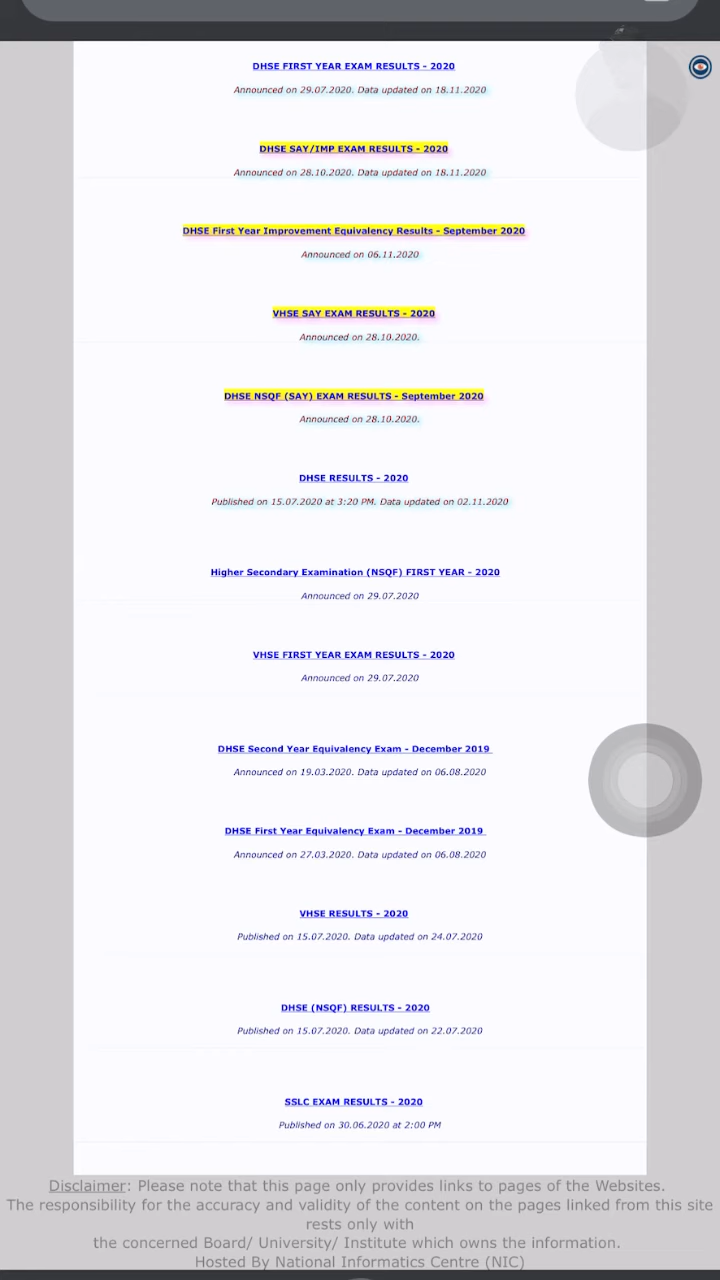 DHSE FIRST YEAR EXAM RESULTS - 2020
Announced on 29.07.2020. Data updated on 18.11.2020
DHSE SAY/IMP EXAM RESULTS - 2020
Announced on 28.10.2020. Data updated on 18.11.2020
DHSE First Year Improvement Equivalency Results - September 2020
Announced on 06.11.2020
VHSE SAY EXAM RESULTS - 2020
Announced on 28.10.2020.
DHSE NSQF (SAY) EXAM RESULTS - September 2020
Announced on 28.10.2020.
DHSE RESULTS - 2020
Published on 15.07.2020 at 3:20 PM. Data updated on 02.11.2020
Higher Secondary Examination (NSQF) FIRST YEAR - 2020
Announced on 29.07.2020
VHSE FIRST YEAR EXAM RESULTS - 2020
Announced on 29.07.2020
DHSE Second Year Equivalency Exam - December 2019
Announced on 19.03.2020. Data updated on 06.08.2020
DHSE First Year Equivalency Exam - December 2019
Announced on 27.03.2020. Data updated on 06.08.2020
VHSE RESULTS - 2020
Published on 15.07.2020. Data updated on 24.07.2020
DHSE (NSQF) RESULTS - 2020
Published on 15.07.2020. Data updated on 22.07.2020
SSLC EXAM RESULTS - 2020
Published on 30.06.2020 at 2:00 PM
Disclaimer: Please note that this page only provides links to pages of the Websites.
The responsibility for the accuracy and validity of the content on the pages linked from this site
rests only with
the concerned Board/ University/ Institute which owns the information.
Hosted By National Informatics Centre (NIC)